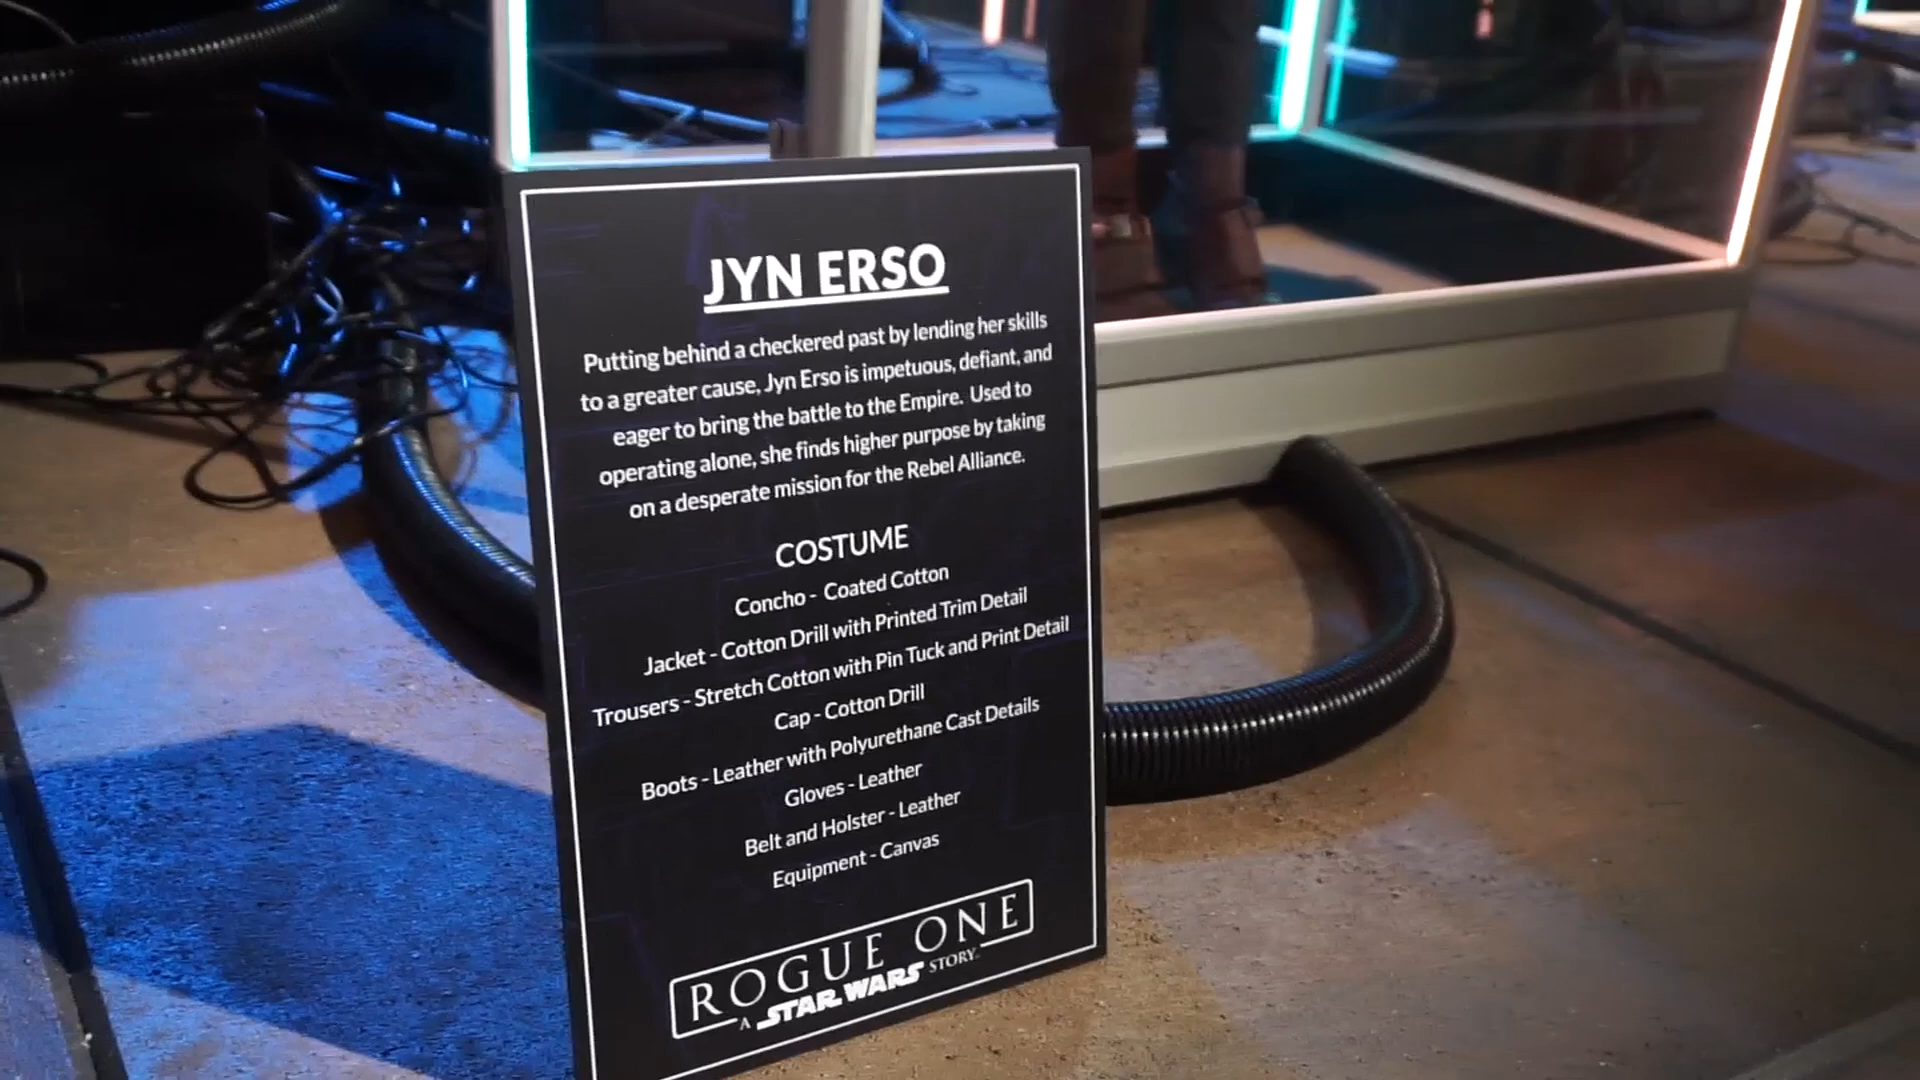 JYN ERSO
Putting behind a checkered past by lending her skills
to a greater cause, Jyn Erso is impetuous, defiant, and
eager to bring the battle to the Empire. Used to
operating alone, she finds higher purpose by taking
on a desperate mission for the Rebel Alliance.
COSTUME
Concho - Coated Cotton
Jacket - Cotton Drill with Printed Trim Detail
Trousers - Stretch Cotton with Pin Tuck and Print Detail
Cap - Cotton Drill
Boots - Leather with Polyurethane Cast Details
Gloves - Leather
Belt and Holster - Leather
Equipment - Canvas
ROGUE ONE
A STAR WARS STORY